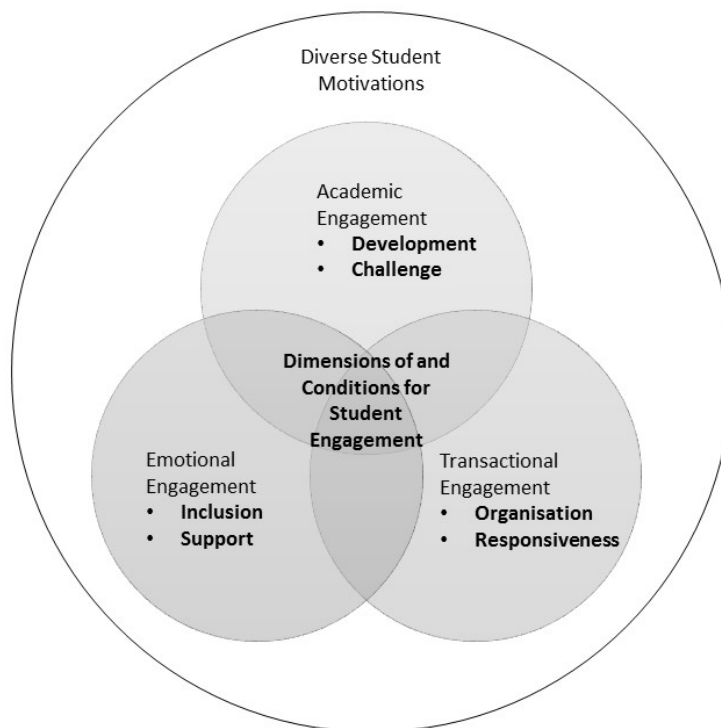 Diverse Student
Motivations
Academic
Engagement
• Development
• Challenge
Dimensions of and
Conditions for
Student
Engagement
Emotional
Engagement
• Inclusion
• Support
Transactional
Engagement
• Organisation
• Responsiveness